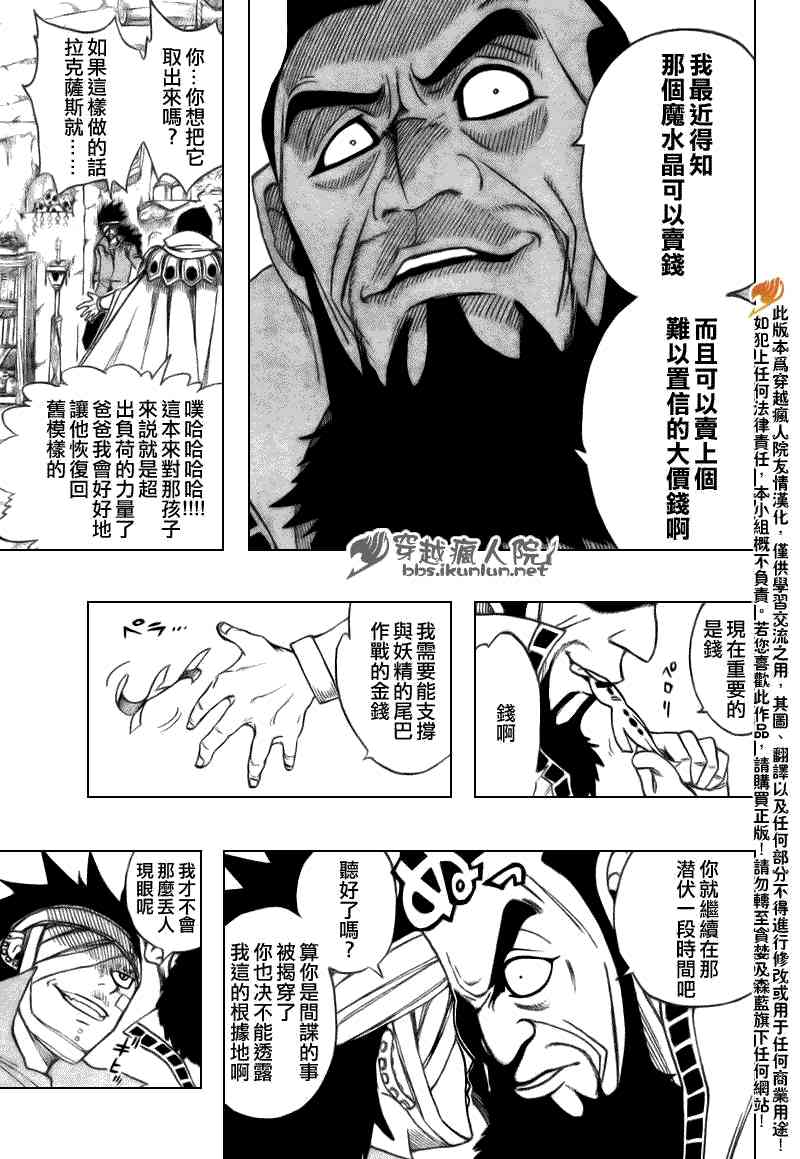 我最近得知
那個魔水晶可以賣錢
而且可以賣上個
難以置信的大價錢啊
你…你想把它
取出來嗎？
如果這樣做的話
拉克薩斯就……
噗哈哈哈哈!!!!
這本來對那孩子
來說就是超
出負荷的力量了
爸爸我會好好地
讓他恢復回
舊模樣的
穿越瘋人院
bbs.ikunlun.net
現在重要的
是錢
錢啊
ペロリ
我需要能支撐
與妖精的尾巴
作戰的金錢
ペラ
你就繼續在那
潛伏一段時間吧
ぬっ
聽好了嗎？
算你是間諜的事
被揭穿了
你也決不能透露
我這的根據地啊
我才不會
那麼丟人
現眼呢
ギギ
此版本爲穿越瘋人院友情漢化，僅供學習交流之用，其圖、翻譯以及任何部分不得進行修改或用于任何商業用途！
如犯上任何法律責任，本小組概不負責。若您喜歡此作品，請購買正版！請勿轉至貪婪及森藍旗下任何網站！